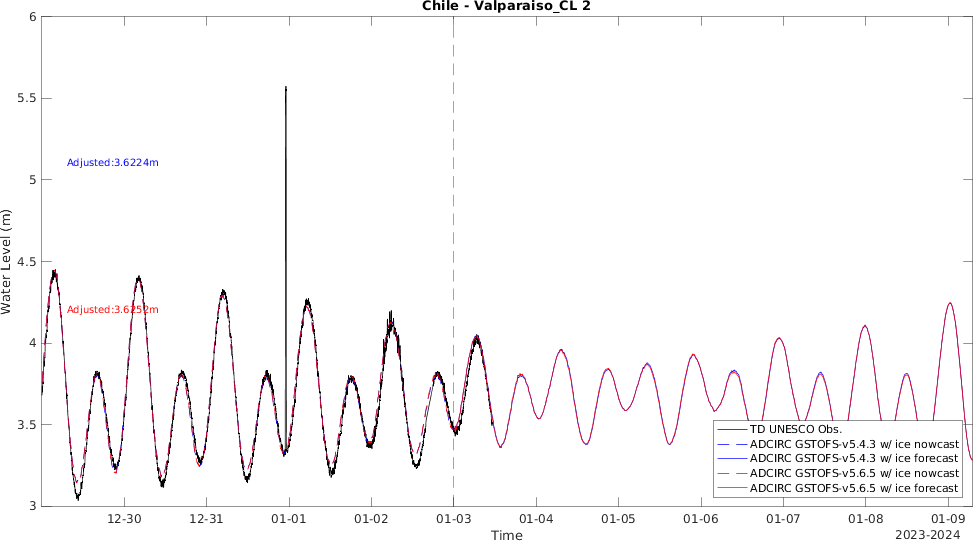 Chile - Valparaiso_CL 2
Water Level (m)
6
5.5
5
4.5
4
3.5
3
Adjusted:3.6224m
Adjusted:3.6252m
TD UNESCO Obs.
ADCIRC GSTOFS-v5.4.3 w/ ice nowcast
ADCIRC GSTOFS-v5.4.3 w/ ice forecast
ADCIRC GSTOFS-v5.6.5 w/ ice nowcast
ADCIRC GSTOFS-v5.6.5 w/ ice forecast
12-30 12-31 01-01 01-02 01-03 01-04 01-05 01-06 01-07 01-08 01-09
Time
2023-2024